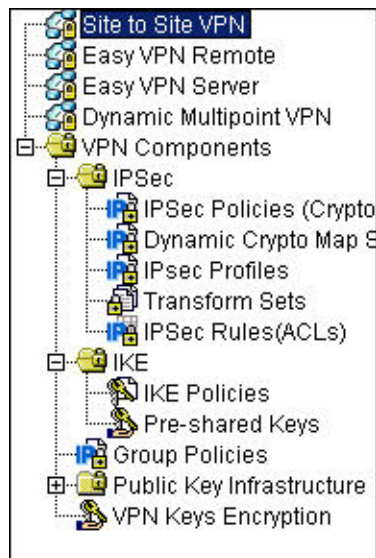 Site to Site VPN
Easy VPN Remote
Easy VPN Server
Dynamic Multipoint VPN
VPN Components
IPSec
IPSec Policies (Crypto
Dynamic Crypto Map S
IPsec Profiles
Transform Sets
IPSec Rules(ACLs)
IKE
IKE Policies
Pre-shared Keys
Group Policies
Public Key Infrastructure
VPN Keys Encryption